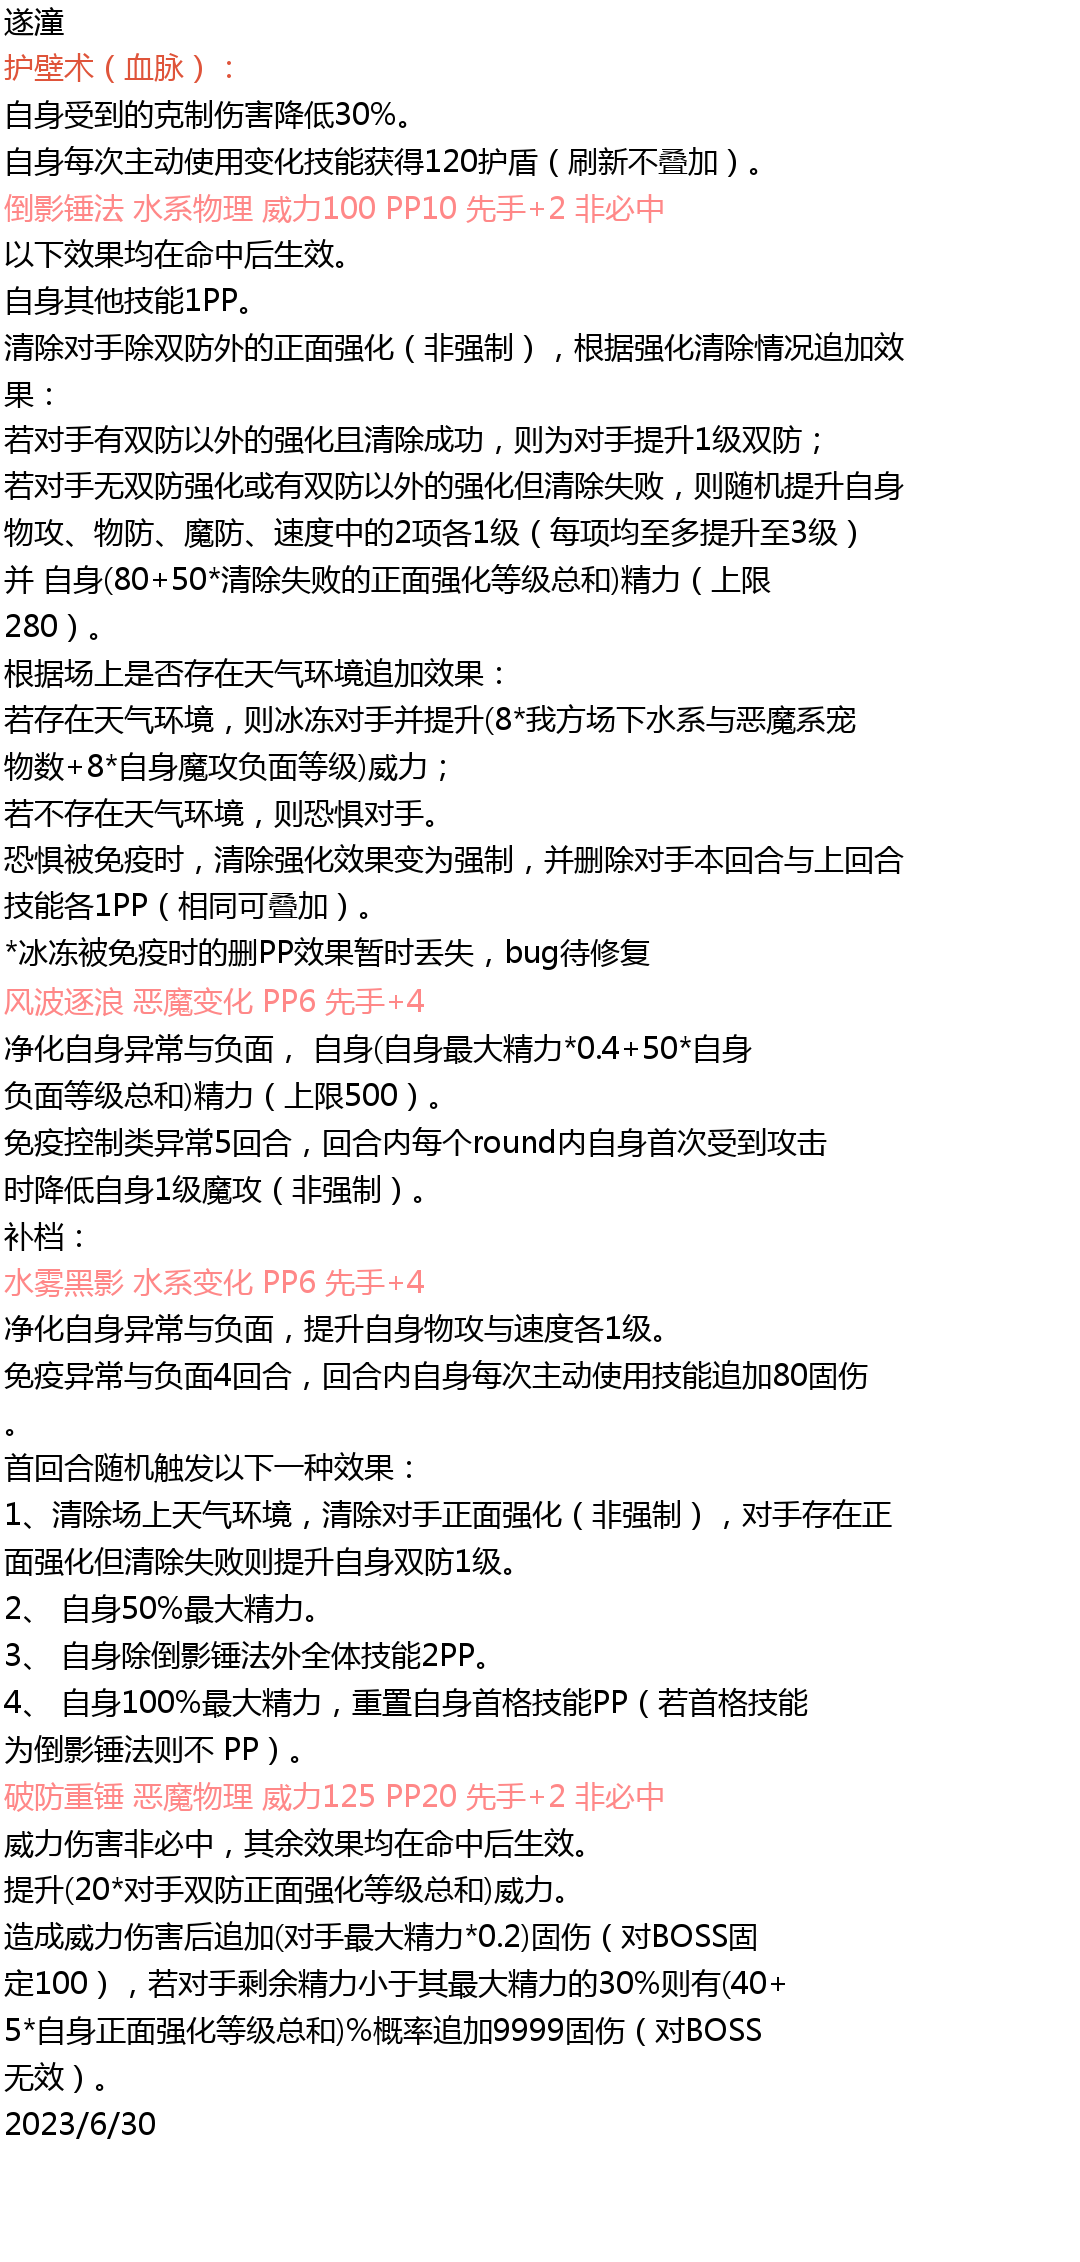 遂潼
护壁术（血脉）：
自身受到的克制伤害降低30%。
自身每次主动使用变化技能获得120护盾（刷新不叠加）。
倒影锤法 水系物理 威力100 PP10 先手+2 非必中
以下效果均在命中后生效。
自身其他技能1PP。
清除对手除双防外的正面强化（非强制），根据强化清除情况追加效
果：
若对手有双防以外的强化且清除成功，则为对手提升1级双防；
若对手无双防强化或有双防以外的强化但清除失败，则随机提升自身
物攻、物防、魔防、速度中的2项各1级（每项均至多提升至3级）
并 自身(80+50*清除失败的正面强化等级总和)精力（上限
280）。
根据场上是否存在天气环境追加效果：
若存在天气环境，则冰冻对手并提升(8*我方场下水系与恶魔系宠
物数+8*自身魔攻负面等级)威力；
若不存在天气环境，则恐惧对手。
恐惧被免疫时，清除强化效果变为强制，并删除对手本回合与上回合
技能各1PP（相同可叠加）。
*冰冻被免疫时的删PP效果暂时丢失，bug待修复
风波逐浪 恶魔变化 PP6 先手+4
净化自身异常与负面， 自身(自身最大精力*0.4+50*自身
负面等级总和)精力（上限500）。
免疫控制类异常5回合，回合内每个round内自身首次受到攻击
时降低自身1级魔攻（非强制）。
补档：
水雾黑影 水系变化 PP6 先手+4
净化自身异常与负面，提升自身物攻与速度各1级。
免疫异常与负面4回合，回合内自身每次主动使用技能追加80固伤
。
首回合随机触发以下一种效果：
1、清除场上天气环境，清除对手正面强化（非强制），对手存在正
面强化但清除失败则提升自身双防1级。
2、 自身50%最大精力。
3、 自身除倒影锤法外全体技能2PP。
4、 自身100%最大精力，重置自身首格技能PP（若首格技能
为倒影锤法则不 PP）。
破防重锤 恶魔物理 威力125 PP20 先手+2 非必中
威力伤害非必中，其余效果均在命中后生效。
提升(20*对手双防正面强化等级总和)威力。
造成威力伤害后追加(对手最大精力*0.2)固伤（对BOSS固
定100），若对手剩余精力小于其最大精力的30%则有(40+
5*自身正面强化等级总和)%概率追加9999固伤（对BOSS
无效）。
2023/6/30